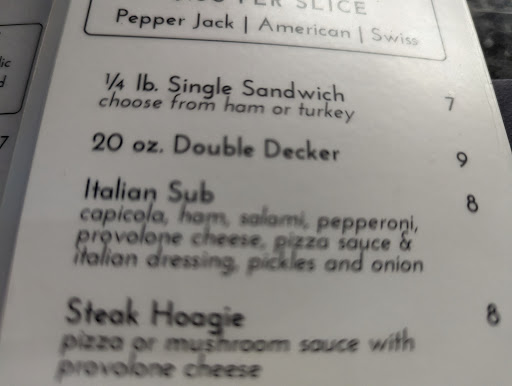 PER SLICE
Pepper Jack | American | Swiss
1/4 lb. Single Sandwich 7
choose from ham or turkey
20 oz. Double Decker 9
Italian Sub 8
capicola, ham, salami, pepperoni,
provolone cheese, pizza sauce &
italian dressing, pickles and onion
Steak Hoagie 8
pizza or mushroom sauce with
provolone cheese